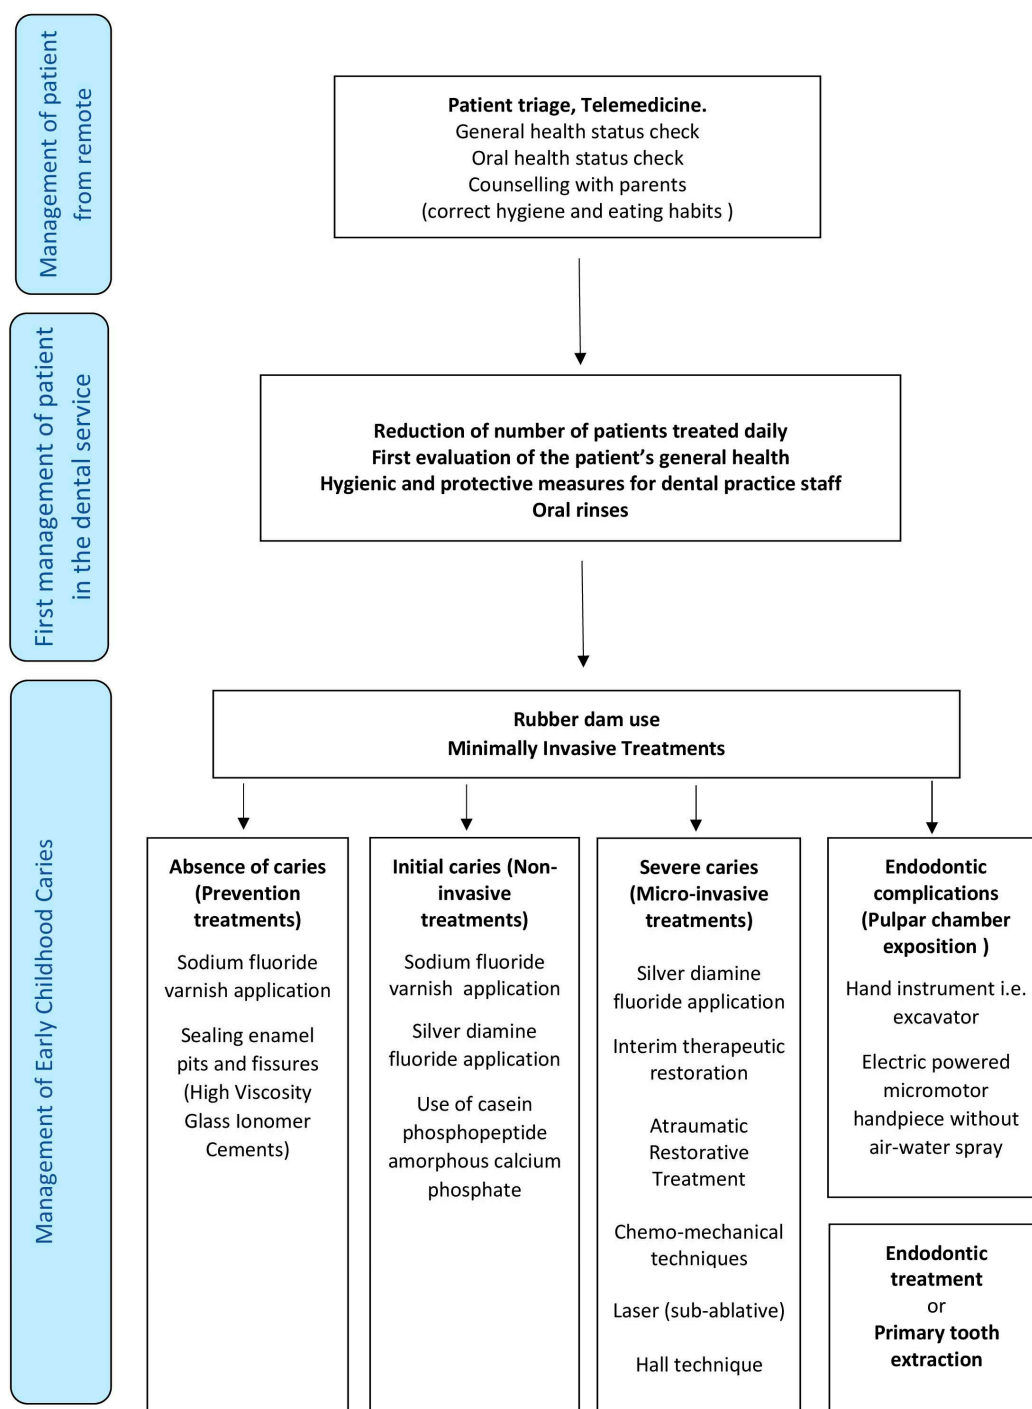 Management of patient
from remote
Patient triage, Telemedicine.
General health status check
Oral health status check
Counselling with parents
(correct hygiene and eating habits )
First management of patient
in the dental service
Reduction of number of patients treated daily
First evaluation of the patient’s general health
Hygienic and protective measures for dental practice staff
Oral rinses
Management of Early Childhood Caries
Rubber dam use
Minimally Invasive Treatments
Absence of caries
(Prevention
treatments)
Sodium fluoride
varnish application
Sealing enamel
pits and fissures
(High Viscosity
Glass Ionomer
Cements)
Initial caries (Non-
invasive
treatments)
Sodium fluoride
varnish application
Silver diamine
fluoride application
Use of casein
phosphopeptide
amorphous calcium
phosphate
Severe caries
(Micro-invasive
treatments)
Silver diamine
fluoride application
Interim therapeutic
restoration
Atraumatic
Restorative
Treatment
Chemo-mechanical
techniques
Laser (sub-ablative)
Hall technique
Endodontic
complications
(Pulpar chamber
exposition )
Hand instrument i.e.
excavator
Electric powered
micromotor
handpiece without
air-water spray
Endodontic
treatment
or
Primary tooth
extraction